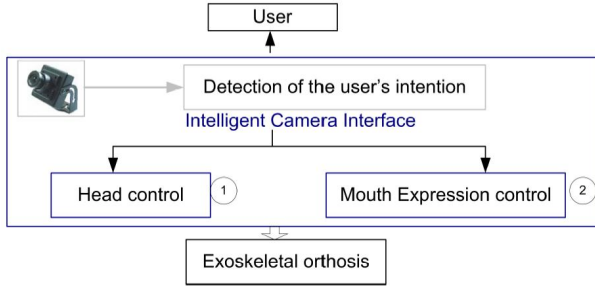 User
Detection of the user's intention
Intelligent Camera Interface
Head control
1
Mouth Expression control
2
Exoskeletal orthosis